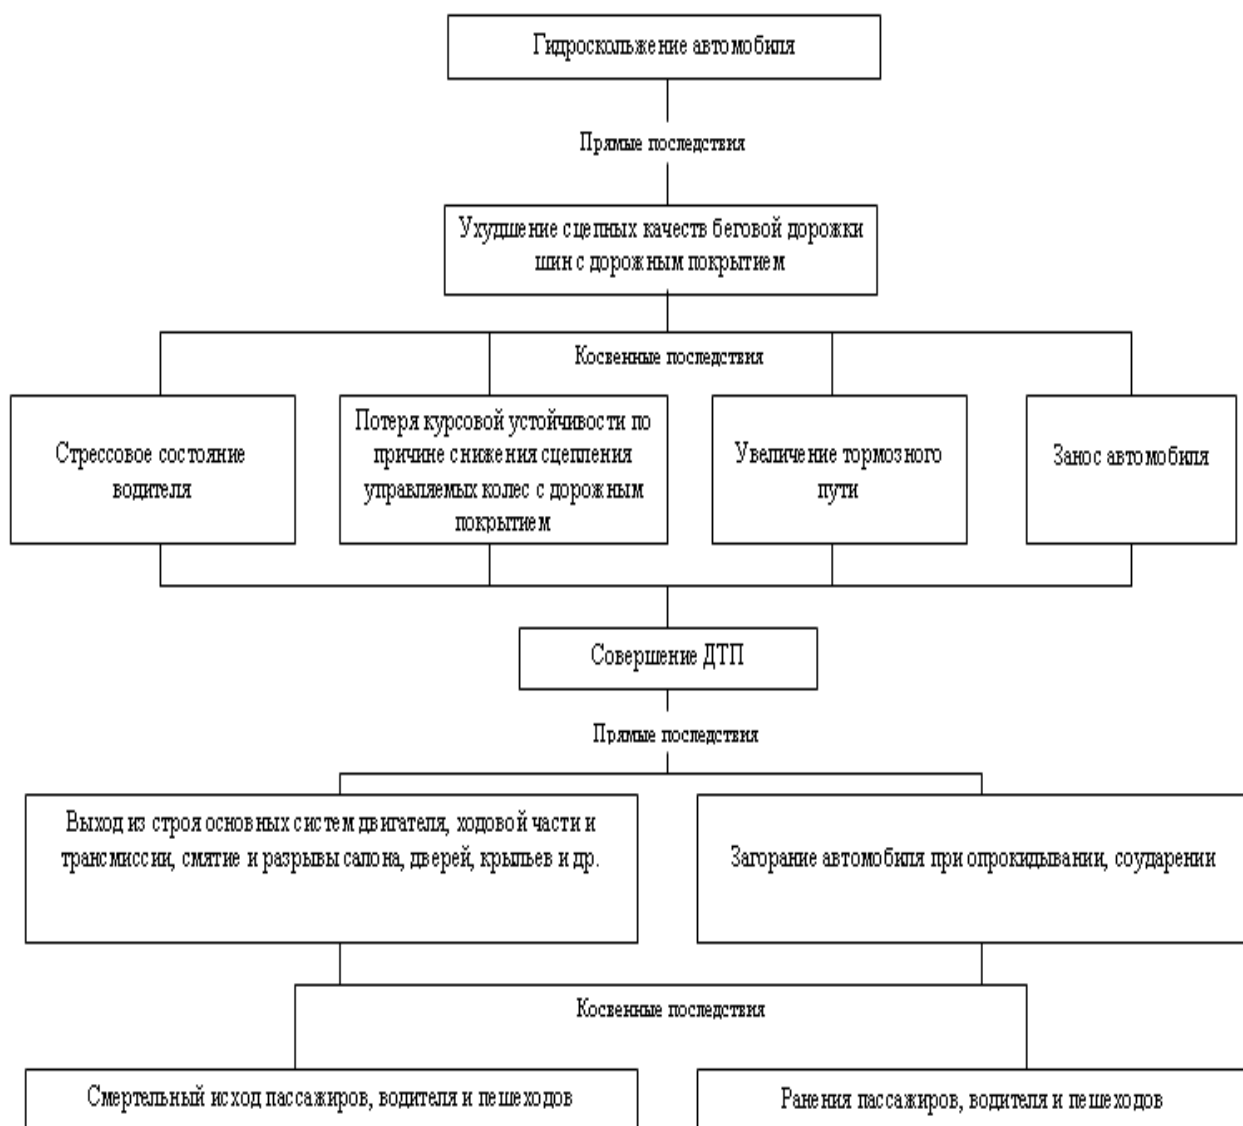 Гидроскольжение автомобиля
Прямые последствия
Ухудшение сцепных качеств беговой дорожки
шин с дорожным покрытием
Косвенные последствия
Стрессовое состояние
водителя
Потеря курсовой устойчивости по
причине снижения сцепления
управляемых колес с дорожным
покрытием
Увеличение тормозного
пути
Занос автомобиля
Совершение ДТП
Прямые последствия
Выход из строя основных систем двигателя, ходовой части и
трансмиссии, смятие и разрывы салона, дверей, крыльев и др.
Загорание автомобиля при опрокидывании, соударении
Косвенные последствия
Смертельный исход пассажиров, водителя и пешеходов
Ранения пассажиров, водителя и пешеходов